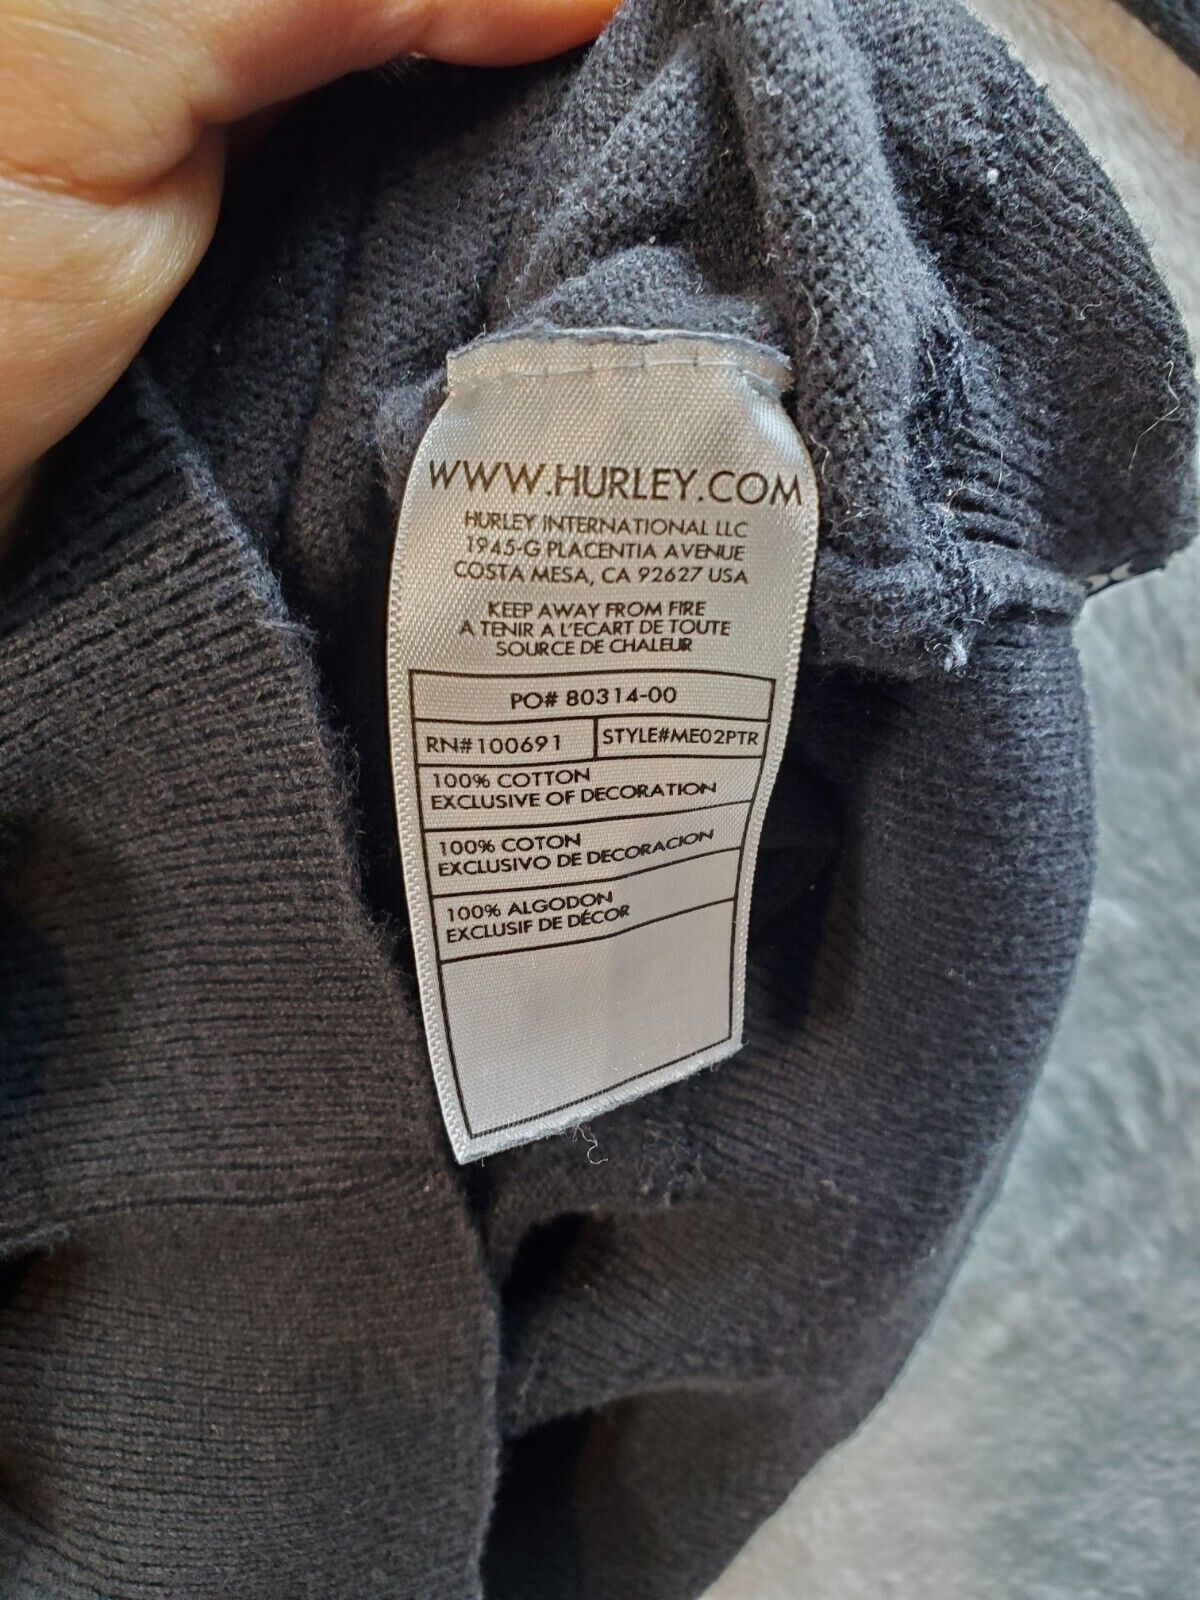 WWW.HURLEY.COM
HURLEY INTERNATIONAL LLC
1945-G PLACENTIA AVENUE
COSTA MESA, CA 92627 USA
KEEP AWAY FROM FIRE
A TENIR A L'ECART DE TOUTE
SOURCE DE CHALEUR
PO# 80314-00
RN#100691 STYLE#ME02PTR
100% COTTON
EXCLUSIVE OF DECORATION
100% COTON
EXCLUSIVO DE DECORACION
100% ALGODON
EXCLUSIF DE DÉCOR